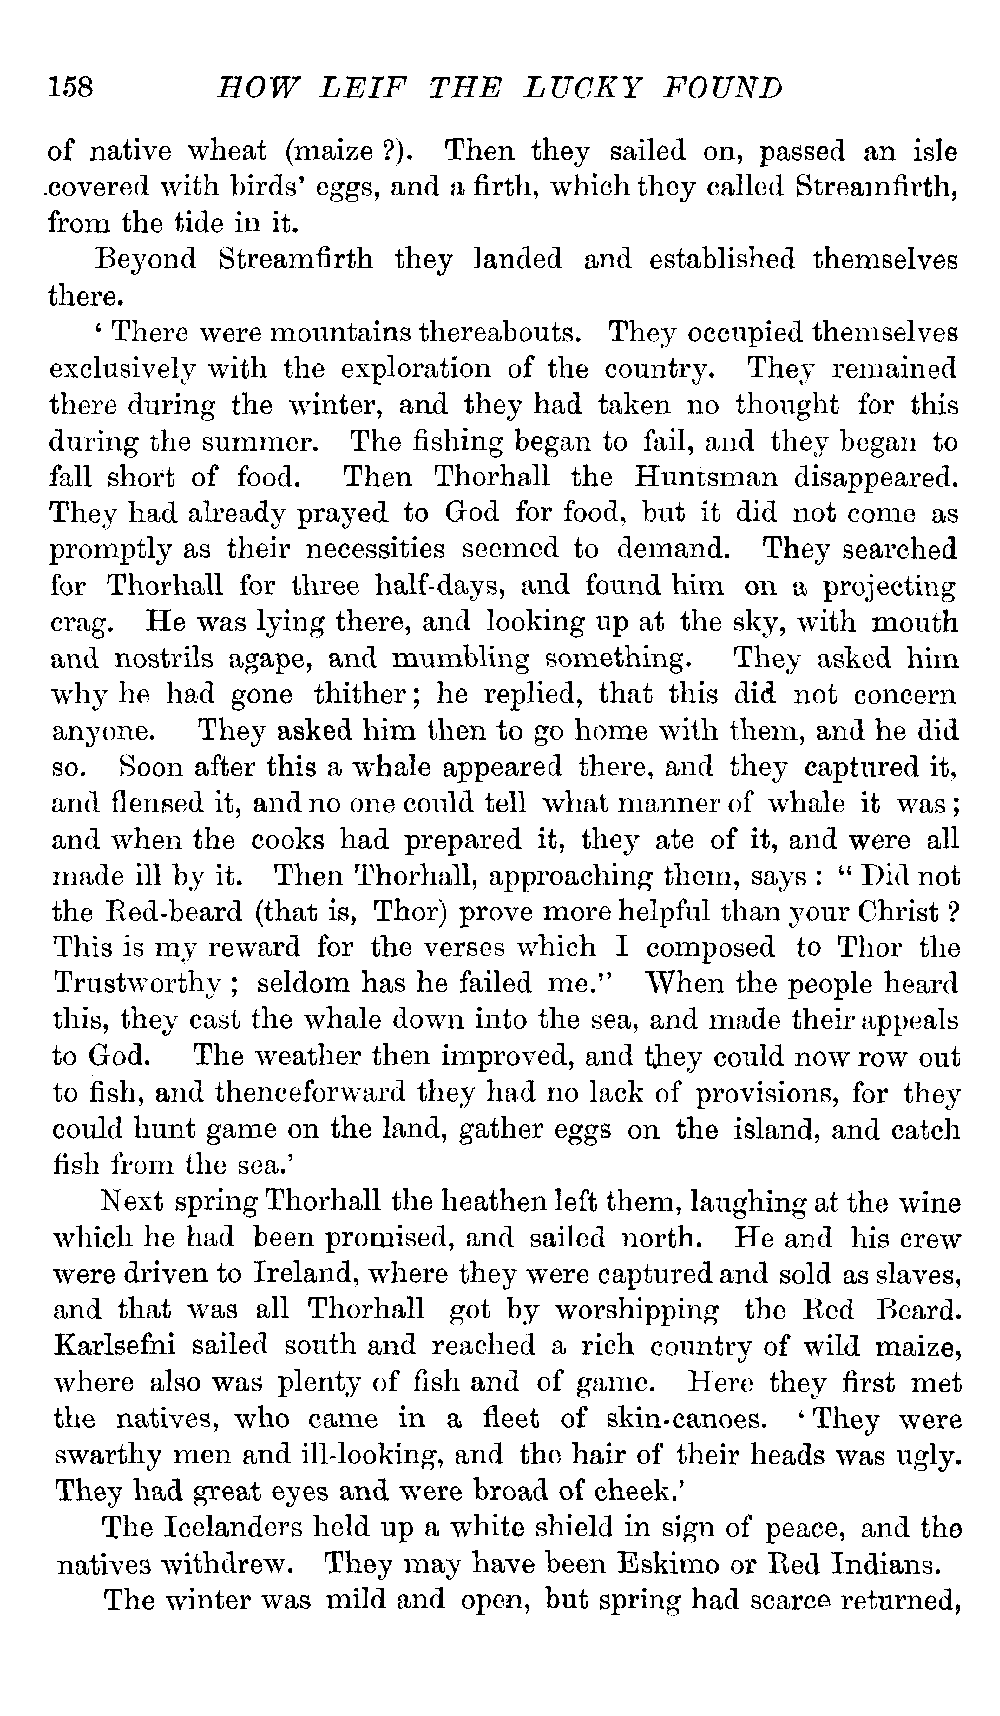 158 HOW LEIF THE LUCKY FOUND
of native wheat (maize ?). Then they sailed on, passed an isle
covered with birds' eggs, and a firth, which they called Streamfirth,
from the tide in it.
Beyond Streamfirth they landed and established themselves
there.
' There were mountains thereabouts. They occupied themselves
exclusively with the exploration of the country. They remained
there during the winter, and they had taken no thought for this
during the summer. The fishing began to fail, and they began to
fall short of food. Then Thorhall the Huntsman disappeared.
They had already prayed to God for food, but it did not come as
promptly as their necessities seemed to demand. They searched
for Thorhall for three half-days, and found him on a projecting
crag. He was lying there, and looking up at the sky, with mouth
and nostrils agape, and mumbling something. They asked him
why he had gone thither; he replied, that this did not concern
anyone. They asked him then to go home with them, and he did
so. Soon after this a whale appeared there, and they captured it,
and flensed it, and no one could tell what manner of whale it was;
and when the cooks had prepared it, they ate of it, and were all
made ill by it. Then Thorhall, approaching them, says : " Did not
the Red-beard (that is, Thor) prove more helpful than your Christ ?
This is my reward for the verses which I composed to Thor the
Trustworthy ; seldom has he failed me." When the people heard
this, they cast the whale down into the sea, and made their appeals
to God. The weather then improved, and they could now row out
to fish, and thenceforward they had no lack of provisions, for they
could hunt game on the land, gather eggs on the island, and catch
fish from the sea.'
Next spring Thorhall the heathen left them, laughing at the wine
which he had been promised, and sailed north. He and his crew
were driven to Ireland, where they were captured and sold as slaves,
and that was all Thorhall got by worshipping the Red Beard.
Karlsefni sailed south and reached a rich country of wild maize,
where also was plenty of fish and of game. Here they first met
the natives, who came in a fleet of skin-canoes. ' They were
swarthy men and ill-looking, and the hair of their heads was ugly.
They had great eyes and were broad of cheek.'
The Icelanders held up a white shield in sign of peace, and the
natives withdrew. They may have been Eskimo or Red Indians.
The winter was mild and open, but spring had scarce returned,